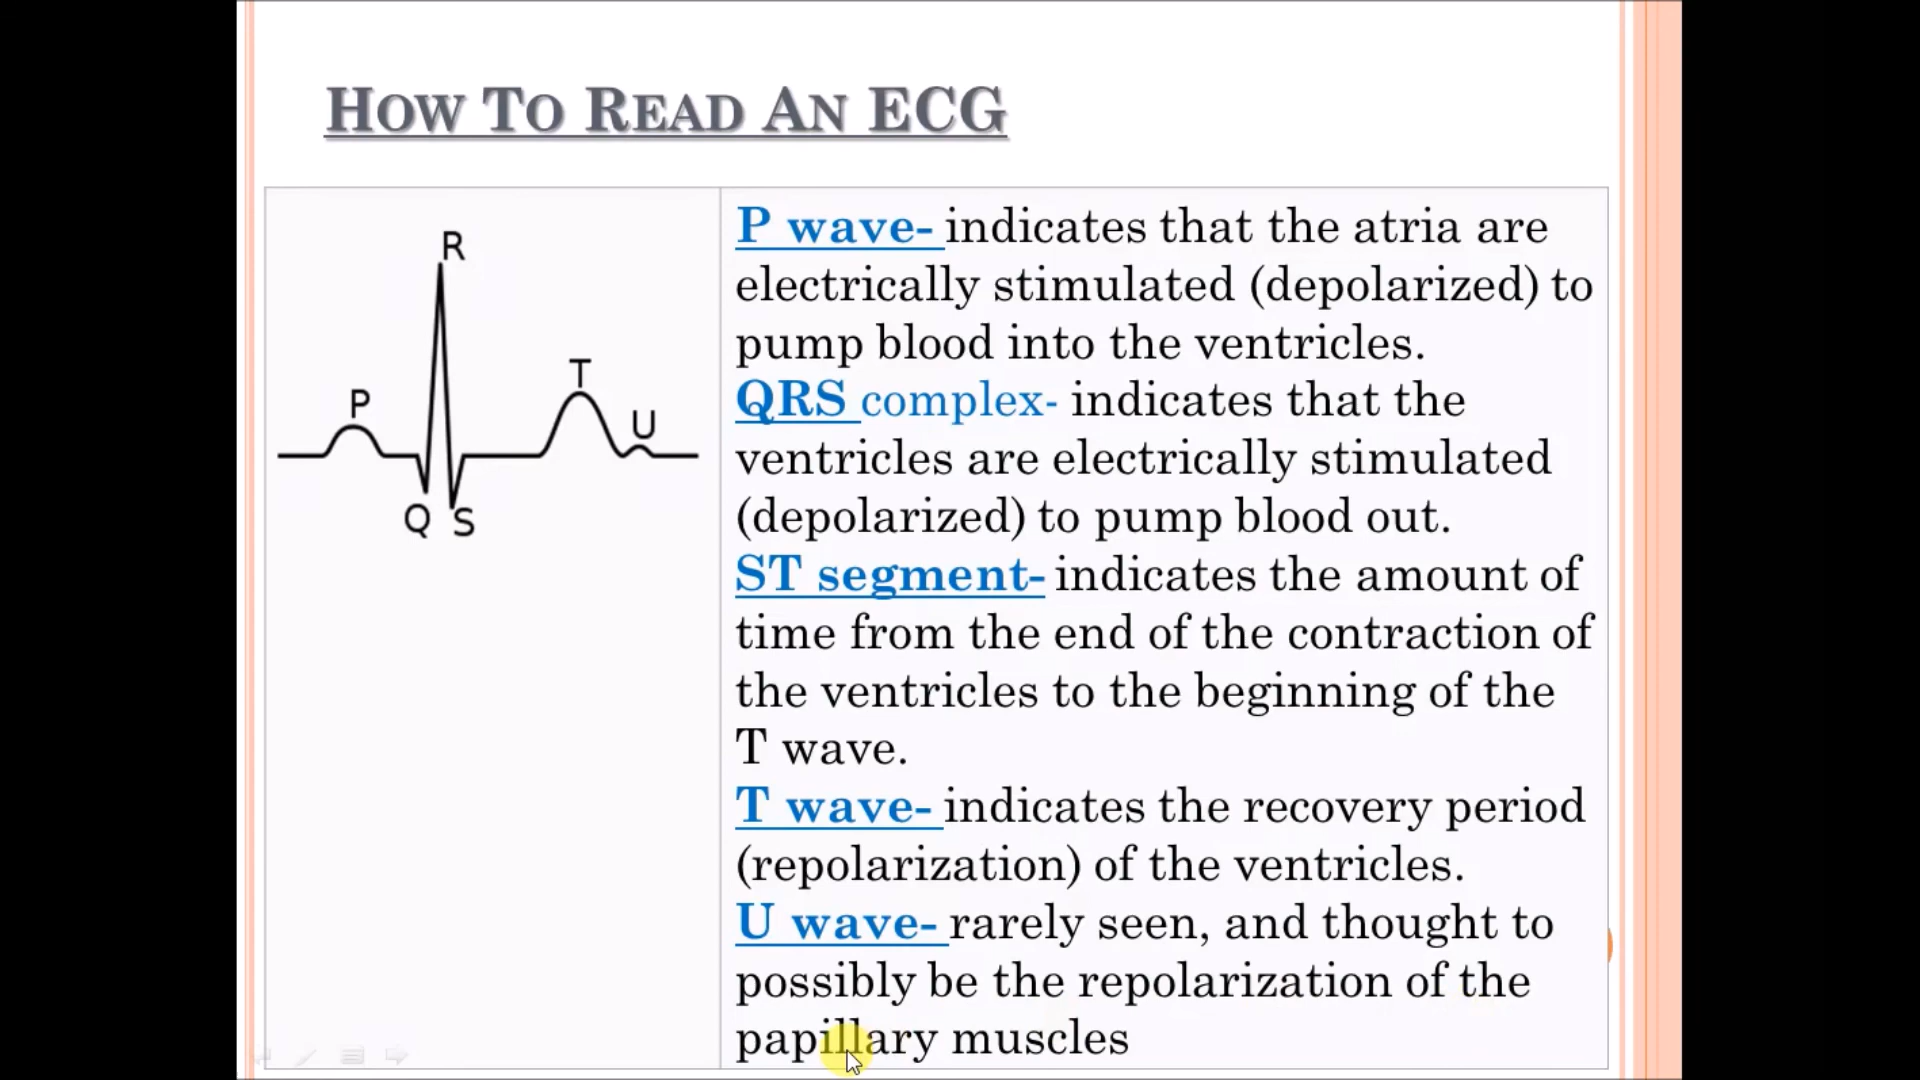 HOW TO READ AN ECG
R
T
P
U
Q S
P wave- indicates that the atria are
electrically stimulated (depolarized) to
pump blood into the ventricles.
QRS complex- indicates that the
ventricles are electrically stimulated
(depolarized) to pump blood out.
ST segment- indicates the amount of
time from the end of the contraction of
the ventricles to the beginning of the
T wave.
T wave- indicates the recovery period
(repolarization) of the ventricles.
U wave- rarely seen, and thought to
possibly be the repolarization of the
papillary muscles